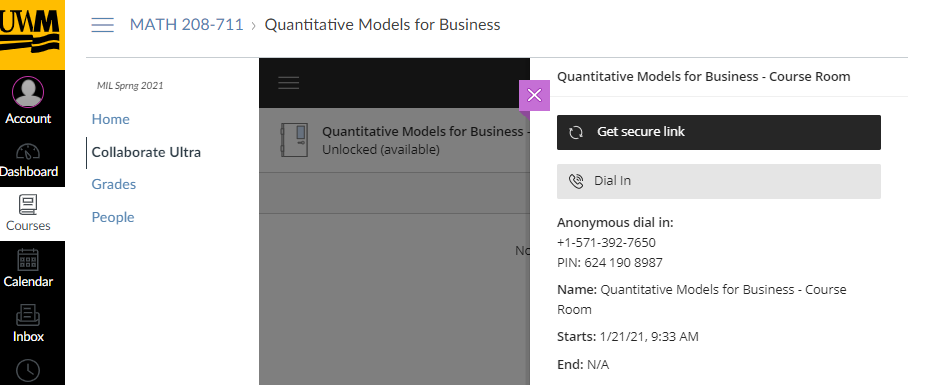 UWM
MATH 208-711 › Quantitative Models for Business
MIL Sprng 2021
Home
Collaborate Ultra
Grades
People
Account
Dashboard
Courses
Calendar
Inbox
Quantitative Models for Business -
Unlocked (available)
No
Quantitative Models for Business - Course Room
Get secure link
Dial In
Anonymous dial in:
+1-571-392-7650
PIN: 624 190 8987
Name: Quantitative Models for Business - Course
Room
Starts: 1/21/21, 9:33 AM
End: N/A